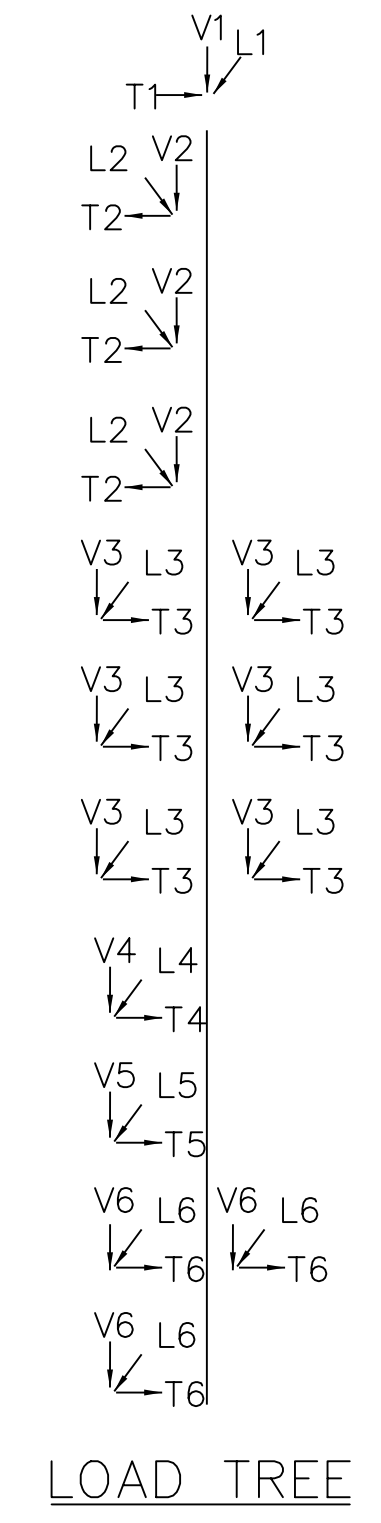 V1
L1
T1
L2 V2
T2
L2 V2
T2
L2 V2
T2
V3 L3 V3 L3
T3 T3
V3 L3 V3 L3
T3 T3
V3 L3 V3 L3
T3 T3
V4 L4
T4
V5 L5
T5
V6 L6 V6 L6
T6 T6
V6 L6
T6
LOAD TREE